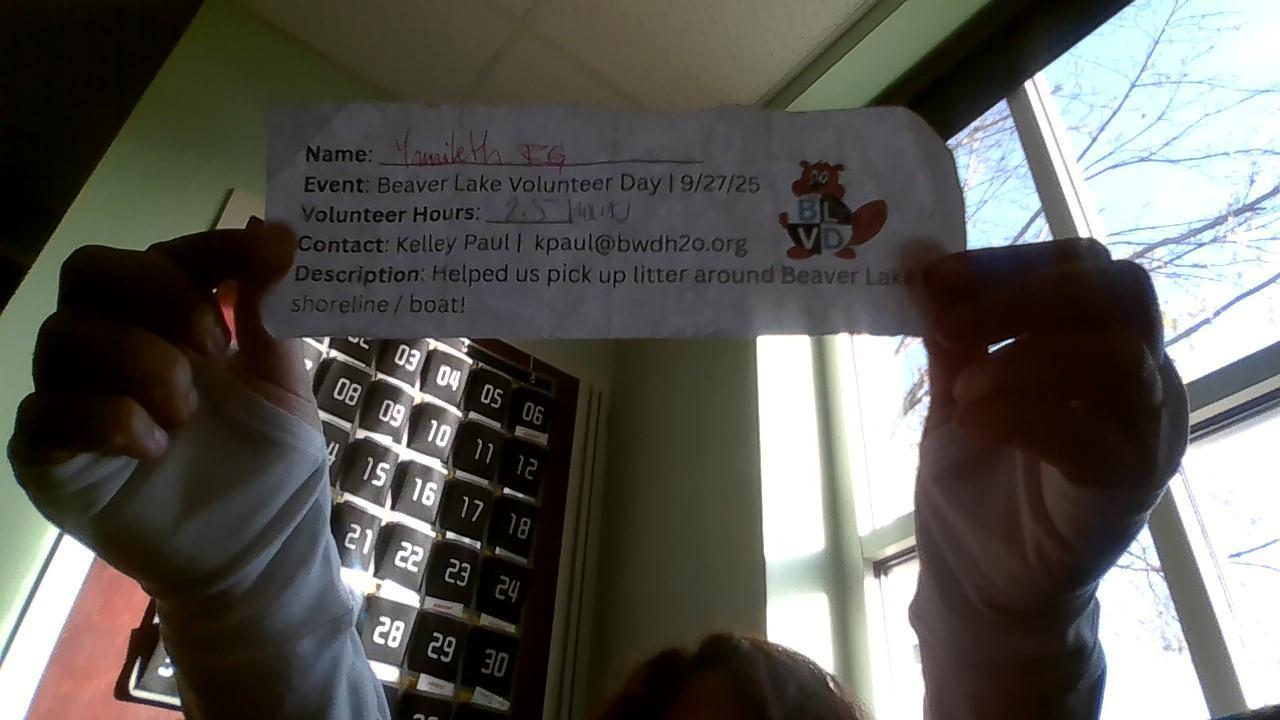 Name: Yamileth EG
Event: Beaver Lake Volunteer Day | 9/27/25
Volunteer Hours: 2.5 Hours
Contact: Kelley Paul | kpaul@bwdh2o.org
Description: Helped us pick up litter around Beaver Lake
shoreline / boat!
BL
VD
03 04 05 06
08 09 10 11 12
15 16 17 18
21 22 23 24
28 29 30